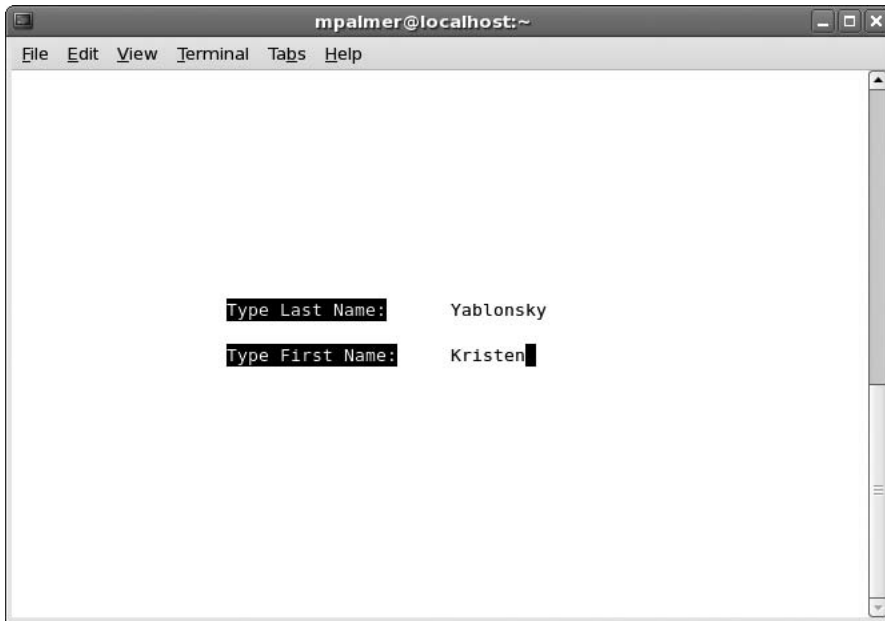 mpalmer@localhost:~
File Edit View Terminal Tabs Help
Type Last Name: Yablonsky
Type First Name: Kristen